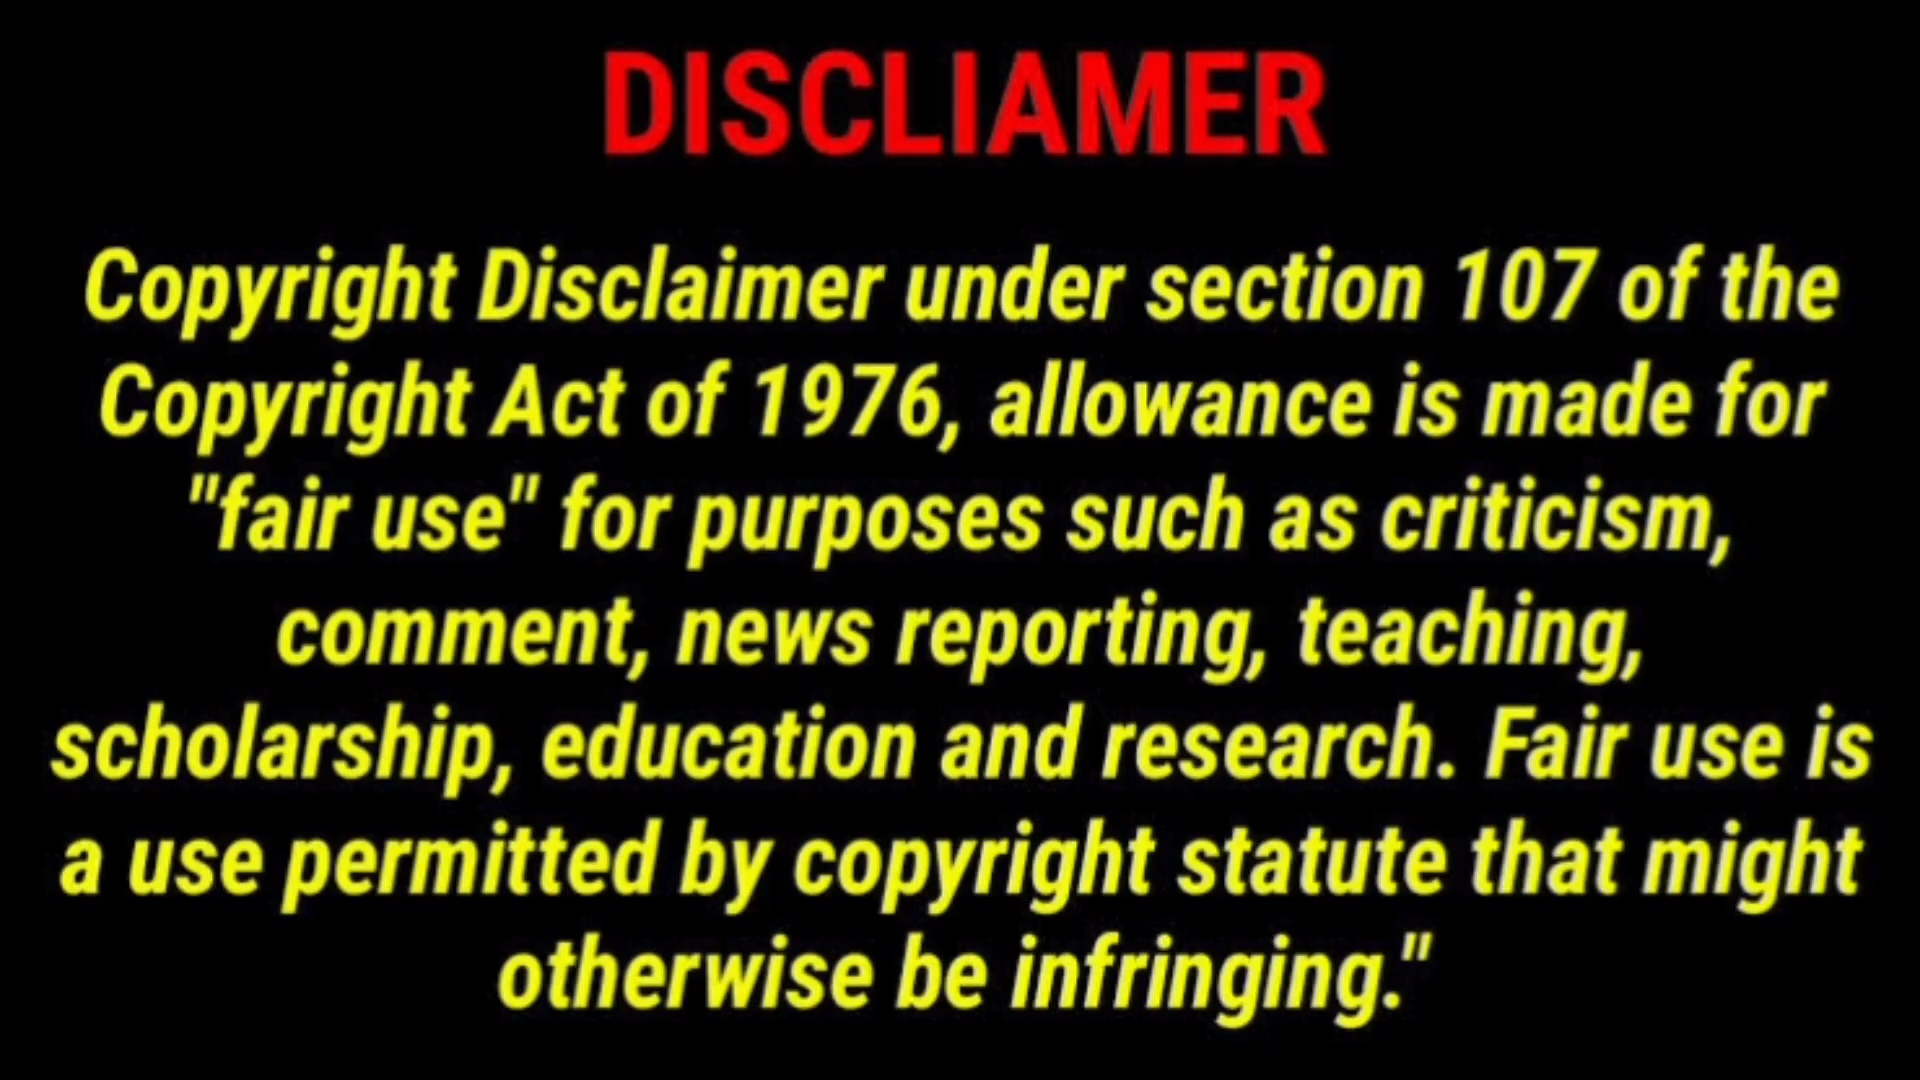 DISCLIAMER
Copyright Disclaimer under section 107 of the
Copyright Act of 1976, allowance is made for
"fair use" for purposes such as criticism,
comment, news reporting, teaching,
scholarship, education and research. Fair use is
a use permitted by copyright statute that might
otherwise be infringing."